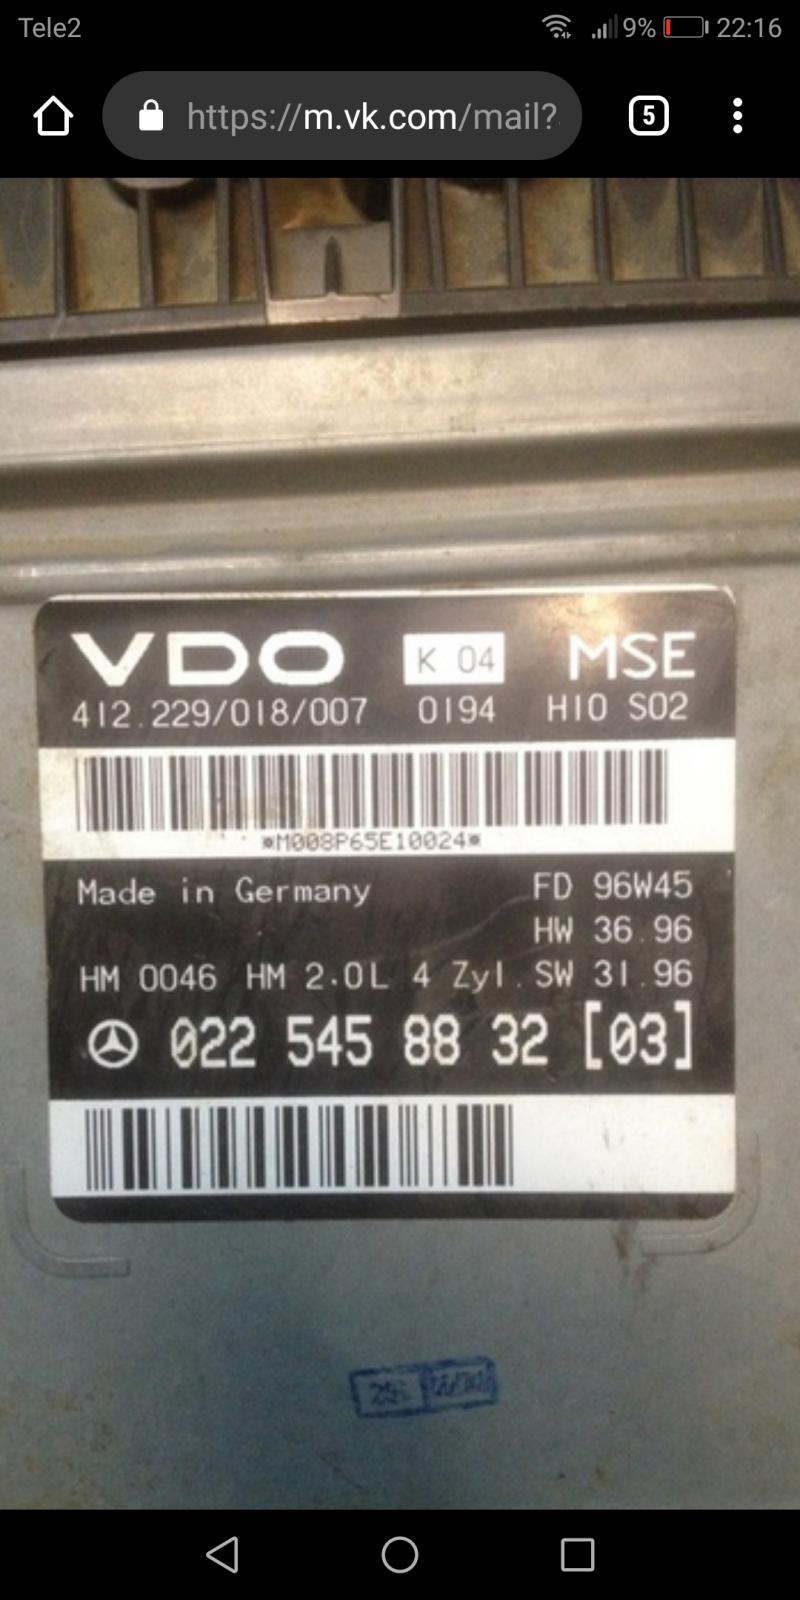 Tele2 9% 22:16
https://m.vk.com/mail? 5
VDO K 04 MSE
412.229/018/007 0194 H10 S02
*M008P65E10024*
Made in Germany FD 96W45
HW 36.96
HM 0046 HM 2.0L 4 Zyl. SW 31.96
022 545 88 32 [03]